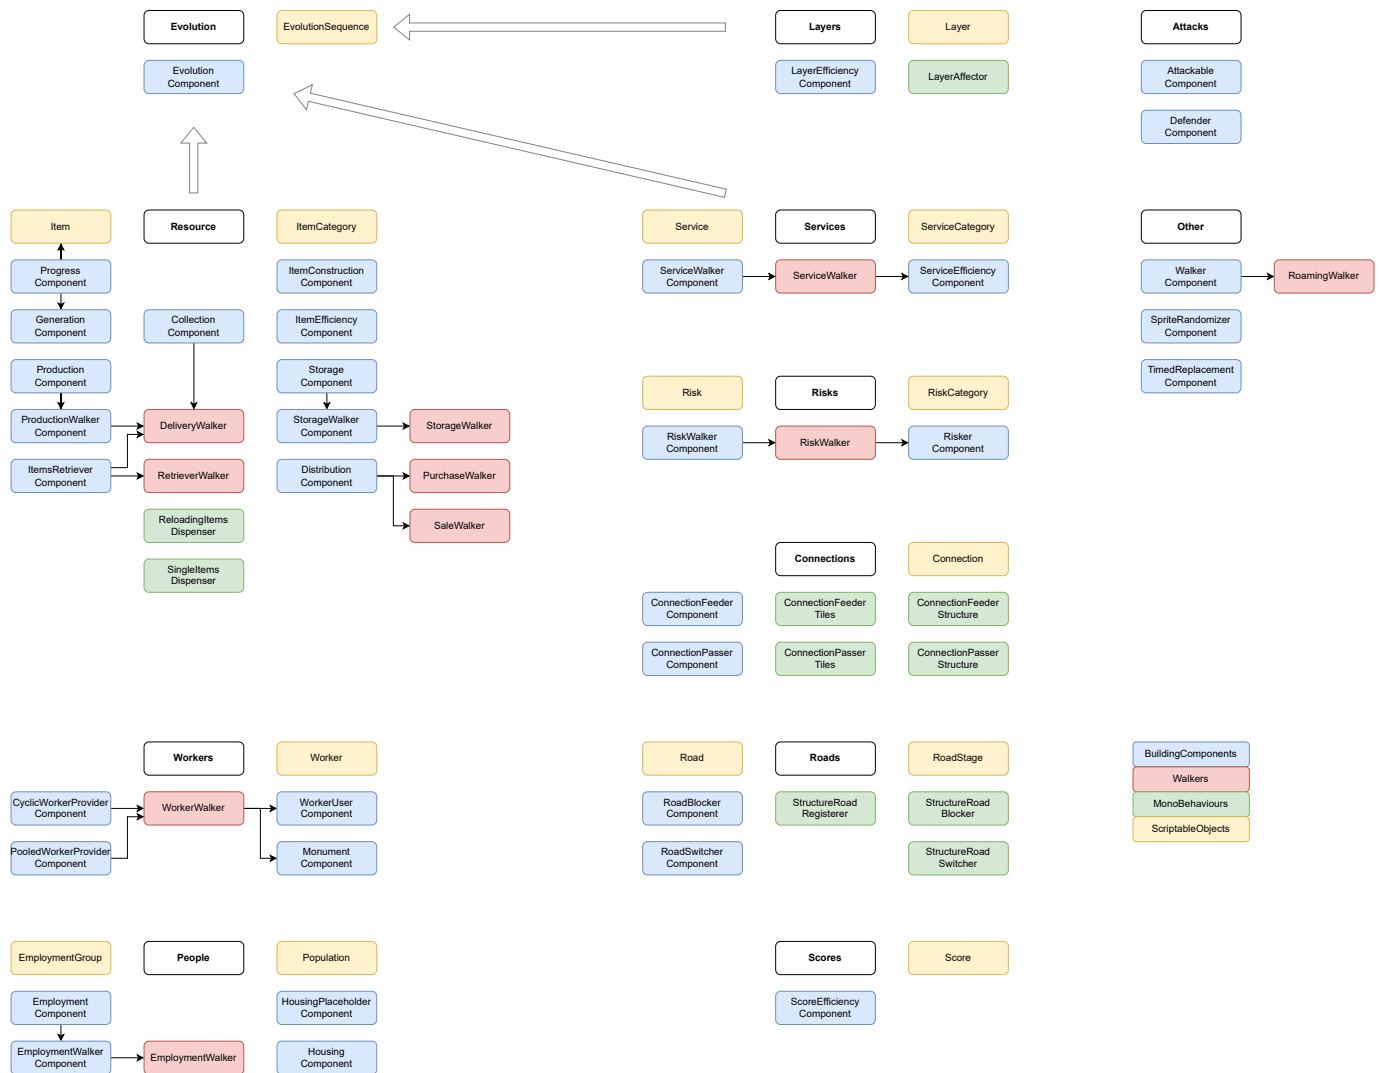 Evolution
EvolutionSequence
Layers
Layer
Attacks
Evolution
Component
LayerEfficiency
Component
LayerAffector
Attackable
Component
Defender
Component
Item
Resource
ItemCategory
Service
Services
ServiceCategory
Other
Progress
Component
ItemConstruction
Component
ServiceWalker
Component
ServiceWalker
ServiceEfficiency
Component
Walker
Component
RoamingWalker
Generation
Component
Collection
Component
ItemEfficiency
Component
SpriteRandomizer
Component
Production
Component
Storage
Component
Risk
Risks
RiskCategory
TimedReplacement
Component
ProductionWalker
Component
DeliveryWalker
StorageWalker
Component
StorageWalker
RiskWalker
Component
RiskWalker
Risker
Component
ItemsRetriever
Component
RetrieverWalker
Distribution
Component
PurchaseWalker
ReloadingItems
Dispenser
SaleWalker
SingleItems
Dispenser
Connections
Connection
ConnectionFeeder
Component
ConnectionFeeder
Tiles
ConnectionFeeder
Structure
ConnectionPasser
Component
ConnectionPasser
Tiles
ConnectionPasser
Structure
Workers
Worker
Road
Roads
RoadStage
BuildingComponents
Walkers
MonoBehaviours
ScriptableObjects
CyclicWorkerProvider
Component
WorkerWalker
WorkerUser
Component
RoadBlocker
Component
StructureRoad
Registerer
StructureRoad
Blocker
PooledWorkerProvider
Component
Monument
Component
RoadSwitcher
Component
StructureRoad
Switcher
EmploymentGroup
People
Population
Scores
Score
Employment
Component
HousingPlaceholder
Component
ScoreEfficiency
Component
EmploymentWalker
Component
EmploymentWalker
Housing
Component